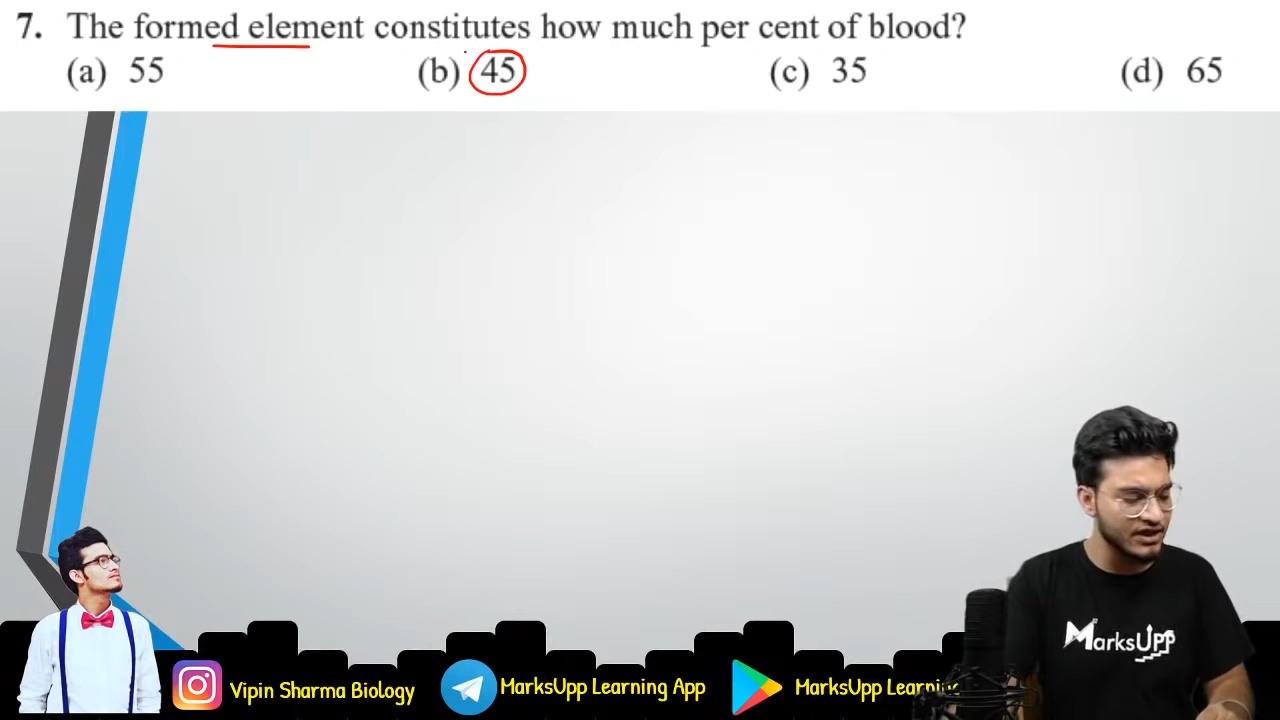 7. The formed element constitutes how much per cent of blood?
(a) 55 (b) 45 (c) 35 (d) 65
MarksUpp
Vipin Sharma Biology MarksUpp Learning App MarksUpp Learning